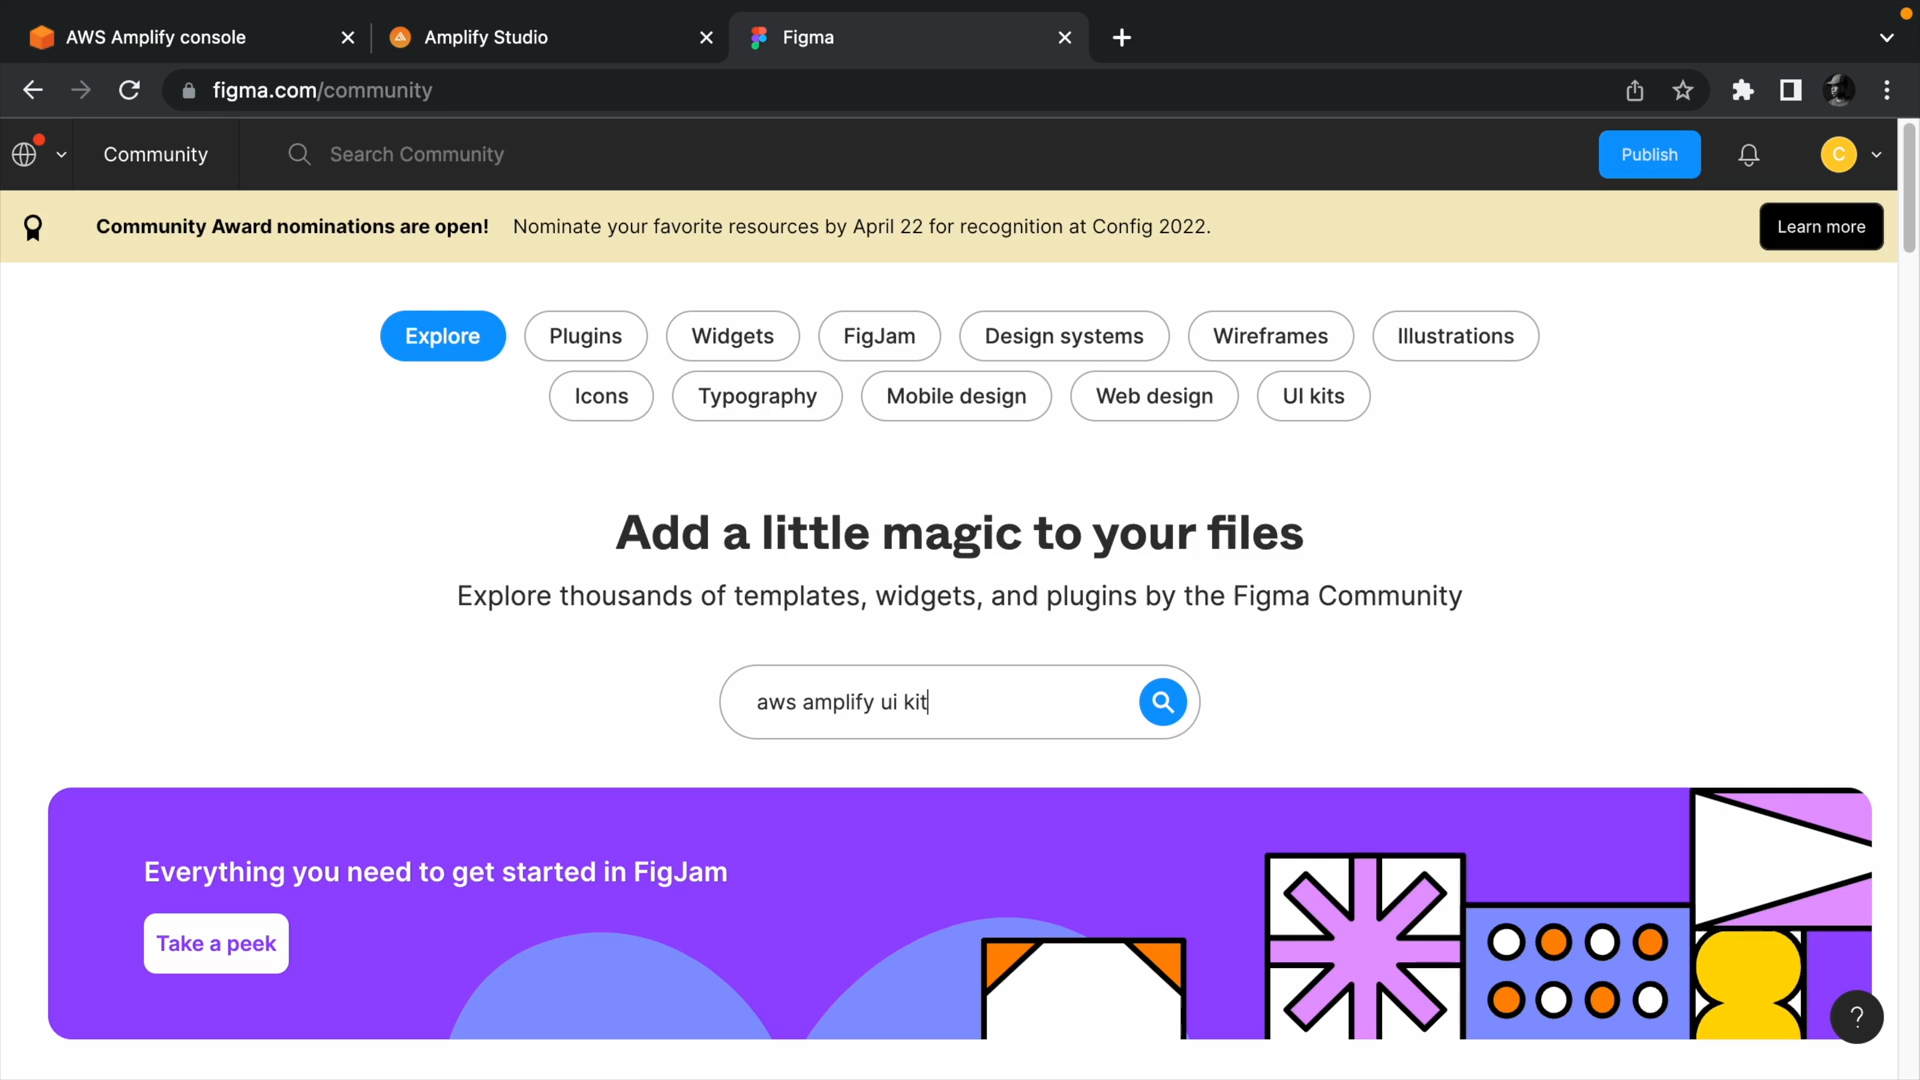 AWS Amplify console
Amplify Studio
Figma
figma.com/community
Community
Search Community
Publish
C
Community Award nominations are open! Nominate your favorite resources by April 22 for recognition at Config 2022.
Learn more
Explore
Plugins
Widgets
FigJam
Design systems
Wireframes
Illustrations
Icons
Typography
Mobile design
Web design
UI kits
Add a little magic to your files
Explore thousands of templates, widgets, and plugins by the Figma Community
aws amplify ui kit
Everything you need to get started in FigJam
Take a peek
?